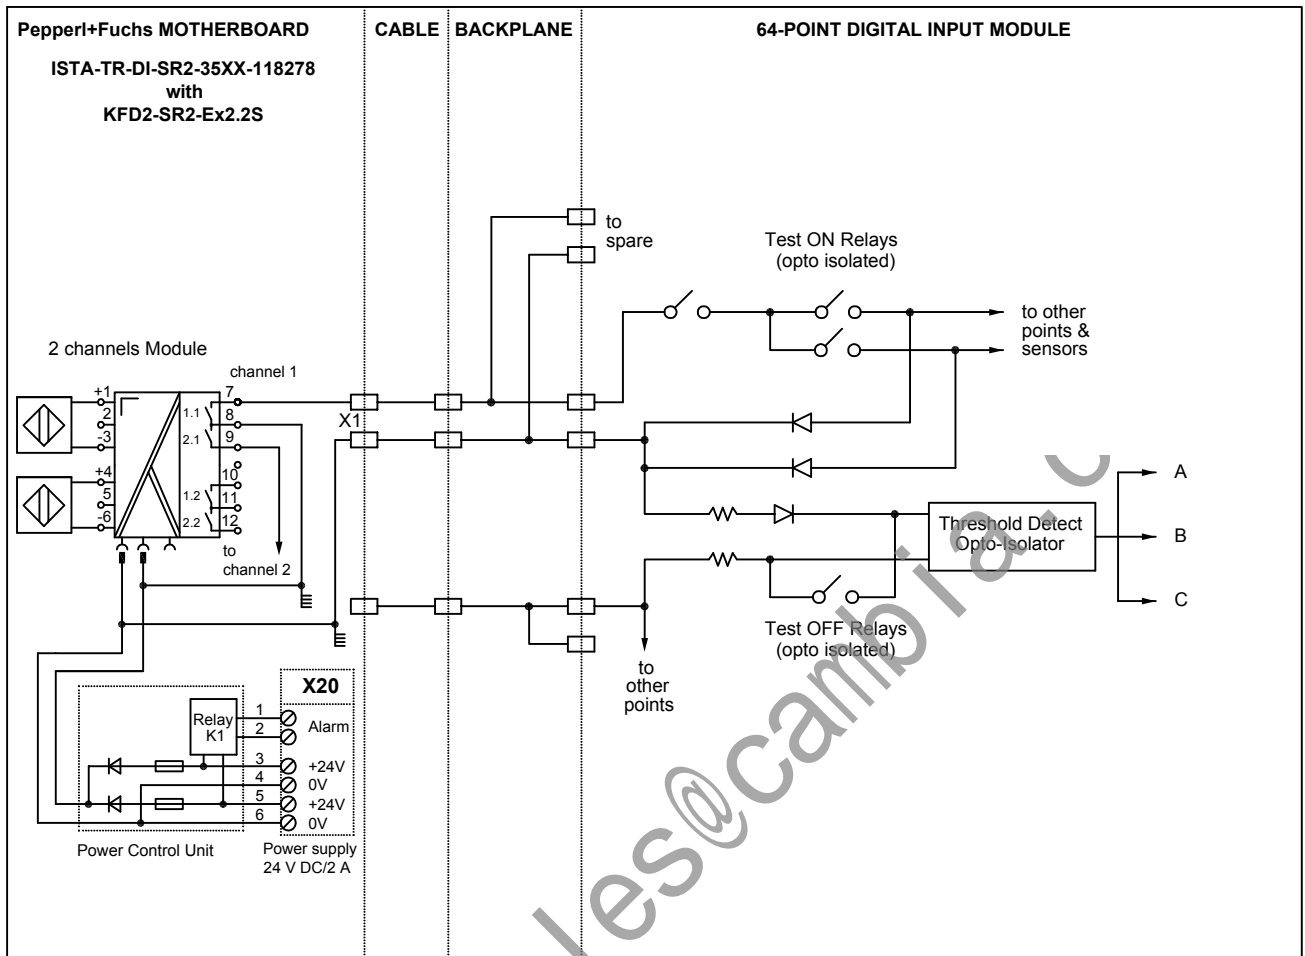 Pepperl+Fuchs MOTHERBOARD
CABLE
BACKPLANE
64-POINT DIGITAL INPUT MODULE
ISTA-TR-DI-SR2-35XX-118278
with
KFD2-SR2-Ex2.2S
to
spare
Test ON Relays
(opto isolated)
to other
points &
sensors
2 channels Module
channel 1
+1
2
-3
+4
5
-6
7
8
9
10
11
12
1.1
2.1
1.2
2.2
to
channel 2
X1
Threshold Detect
Opto-Isolator
A
B
C
Test OFF Relays
(opto isolated)
to
other
points
X20
Relay
K1
1
2
Alarm
3
+24V
4
0V
5
+24V
6
0V
Power Control Unit
Power supply
24 V DC/2 A
les@cambia.c